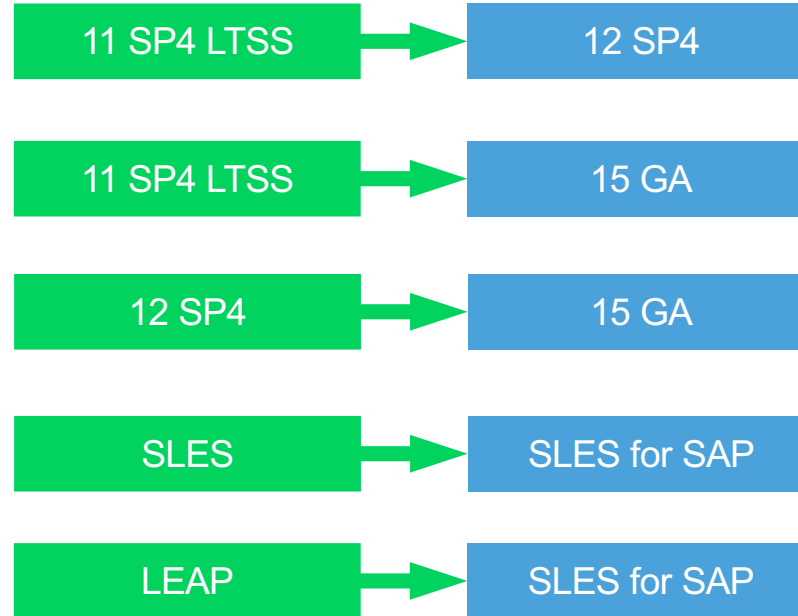 11 SP4 LTSS 12 SP4
11 SP4 LTSS 15 GA
12 SP4 15 GA
SLES SLES for SAP
LEAP SLES for SAP